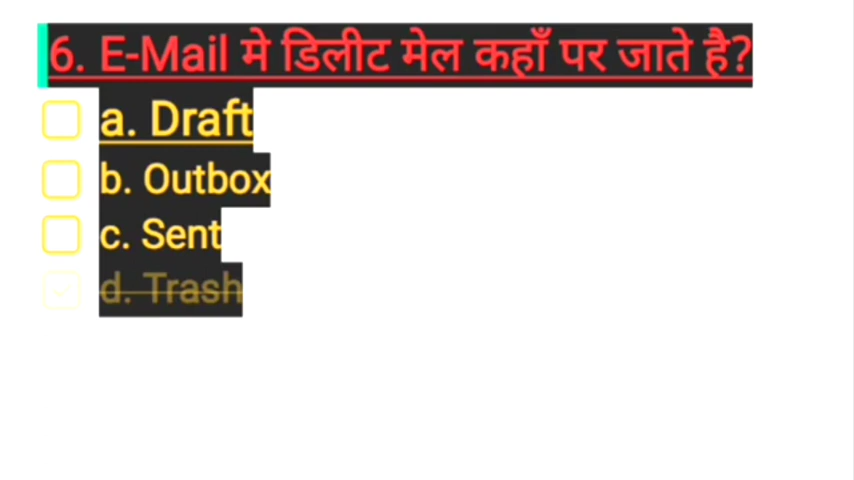 6. E-Mail मे डिलीट मेल कहाँ पर जाते है?
a. Draft
b. Outbox
c. Sent
d. Trash